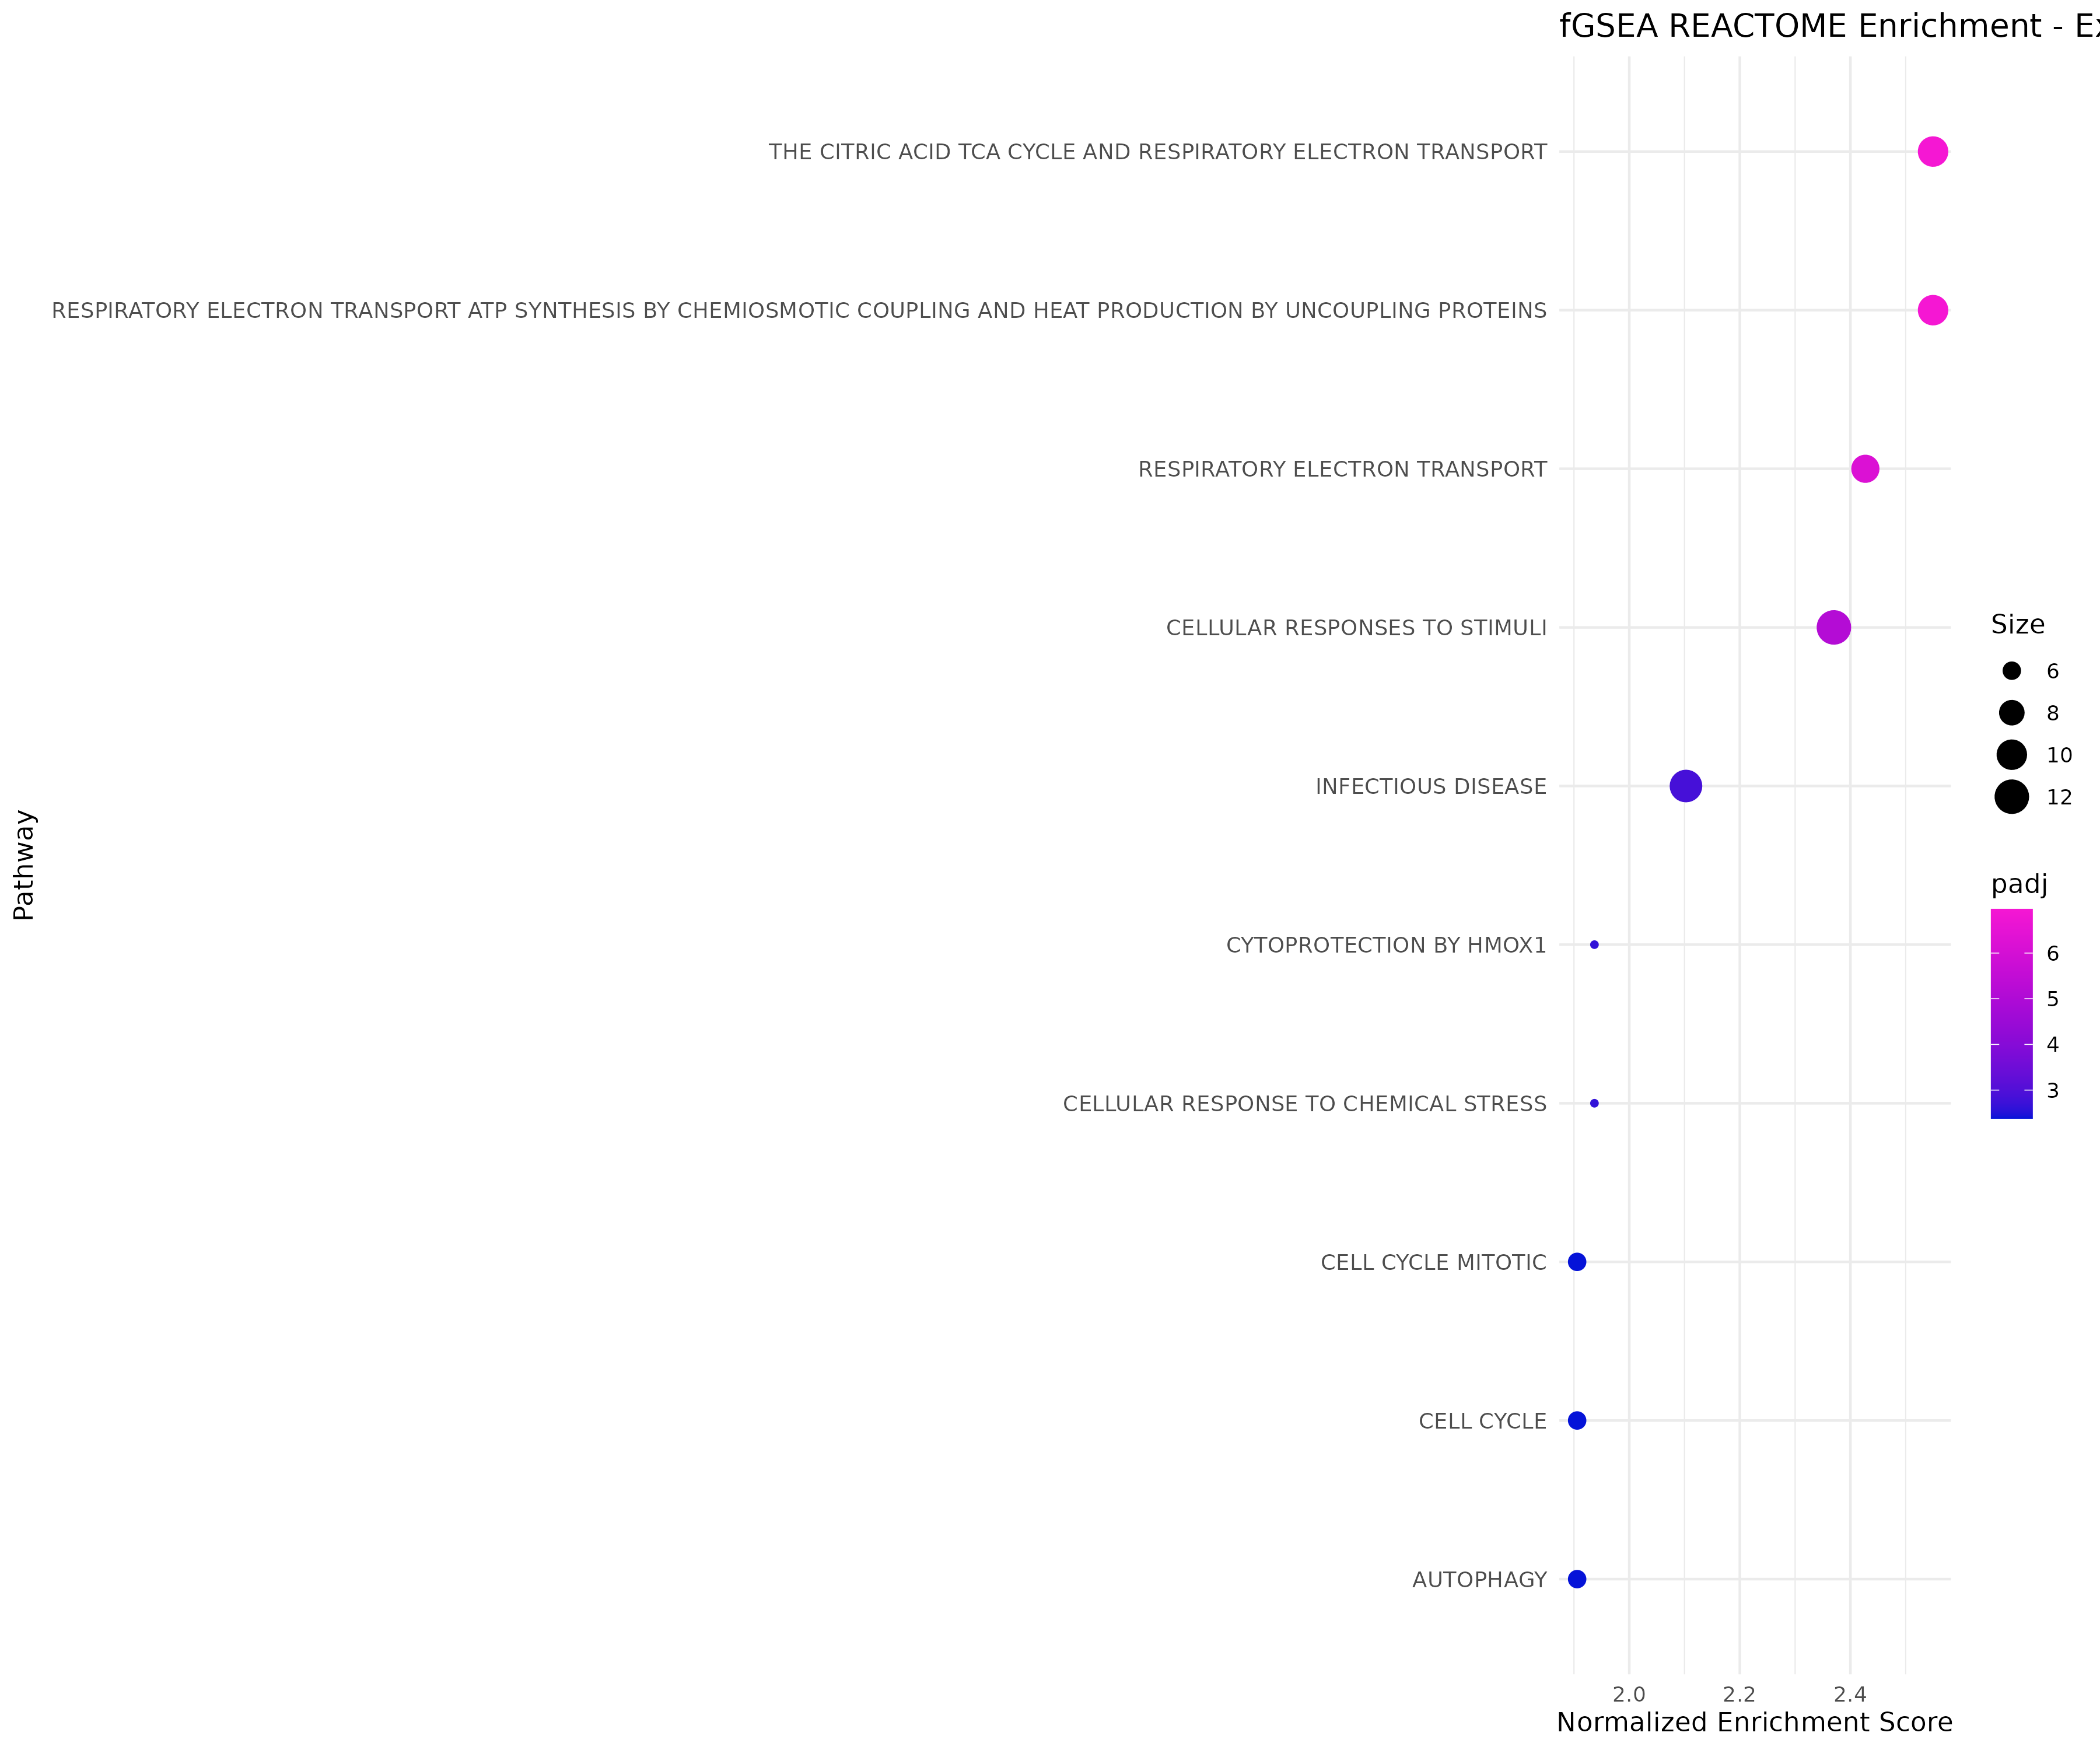 fGSEA REACTOME Enrichment - Ex
THE CITRIC ACID TCA CYCLE AND RESPIRATORY ELECTRON TRANSPORT
RESPIRATORY ELECTRON TRANSPORT ATP SYNTHESIS BY CHEMIOSMOTIC COUPLING AND HEAT PRODUCTION BY UNCOUPLING PROTEINS
RESPIRATORY ELECTRON TRANSPORT
CELLULAR RESPONSES TO STIMULI
INFECTIOUS DISEASE
CYTOPROTECTION BY HMOX1
CELLULAR RESPONSE TO CHEMICAL STRESS
CELL CYCLE MITOTIC
CELL CYCLE
AUTOPHAGY
Pathway
2.0 2.2 2.4
Normalized Enrichment Score
Size
6
8
10
12
padj
6
5
4
3